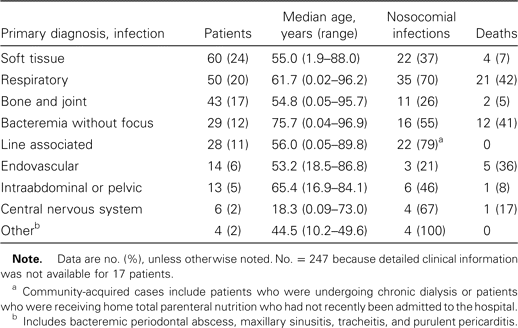 Primary diagnosis, infection Patients Median age, years (range) Nosocomial infections Deaths
Soft tissue 60 (24) 55.0 (1.9–88.0) 22 (37) 4 (7)
Respiratory 50 (20) 61.7 (0.02–96.2) 35 (70) 21 (42)
Bone and joint 43 (17) 54.8 (0.05–95.7) 11 (26) 2 (5)
Bacteremia without focus 29 (12) 75.7 (0.04–96.9) 16 (55) 12 (41)
Line associated 28 (11) 56.0 (0.05–89.8) 22 (79)a 0
Endovascular 14 (6) 53.2 (18.5–86.8) 3 (21) 5 (36)
Intraabdominal or pelvic 13 (5) 65.4 (16.9–84.1) 6 (46) 1 (8)
Central nervous system 6 (2) 18.3 (0.09–73.0) 4 (67) 1 (17)
Otherb 4 (2) 44.5 (10.2–49.6) 4 (100) 0
Note. Data are no. (%), unless otherwise noted. No. = 247 because detailed clinical information
was not available for 17 patients.
a Community-acquired cases include patients who were undergoing chronic dialysis or patients
who were receiving home total parenteral nutrition who had not recently been admitted to the hospital.
b Includes bacteremic periodontal abscess, maxillary sinusitis, tracheitis, and purulent pericarditis.